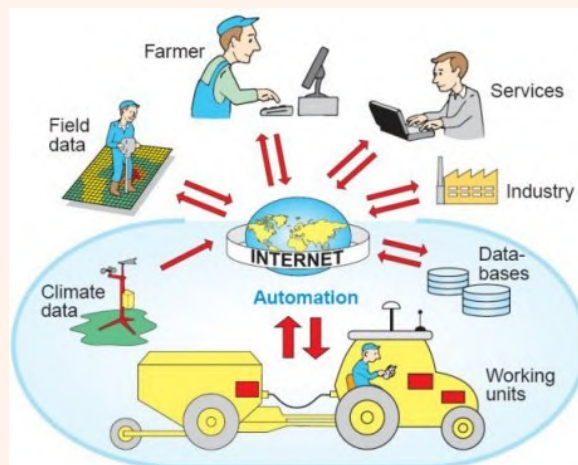 Farmer
Services
Field
data
Industry
INTERNET
Data-
bases
Climate
data
Automation
Working
units